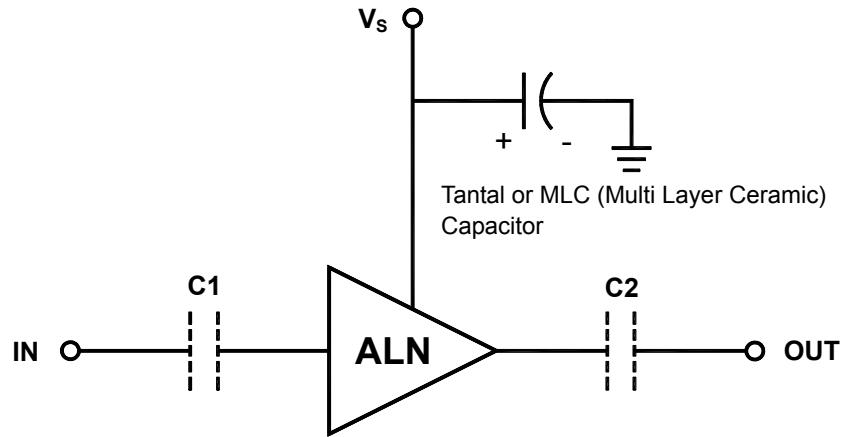 Vs
+ -
Tantal or MLC (Multi Layer Ceramic)
Capacitor
C1
C2
IN
ALN
OUT